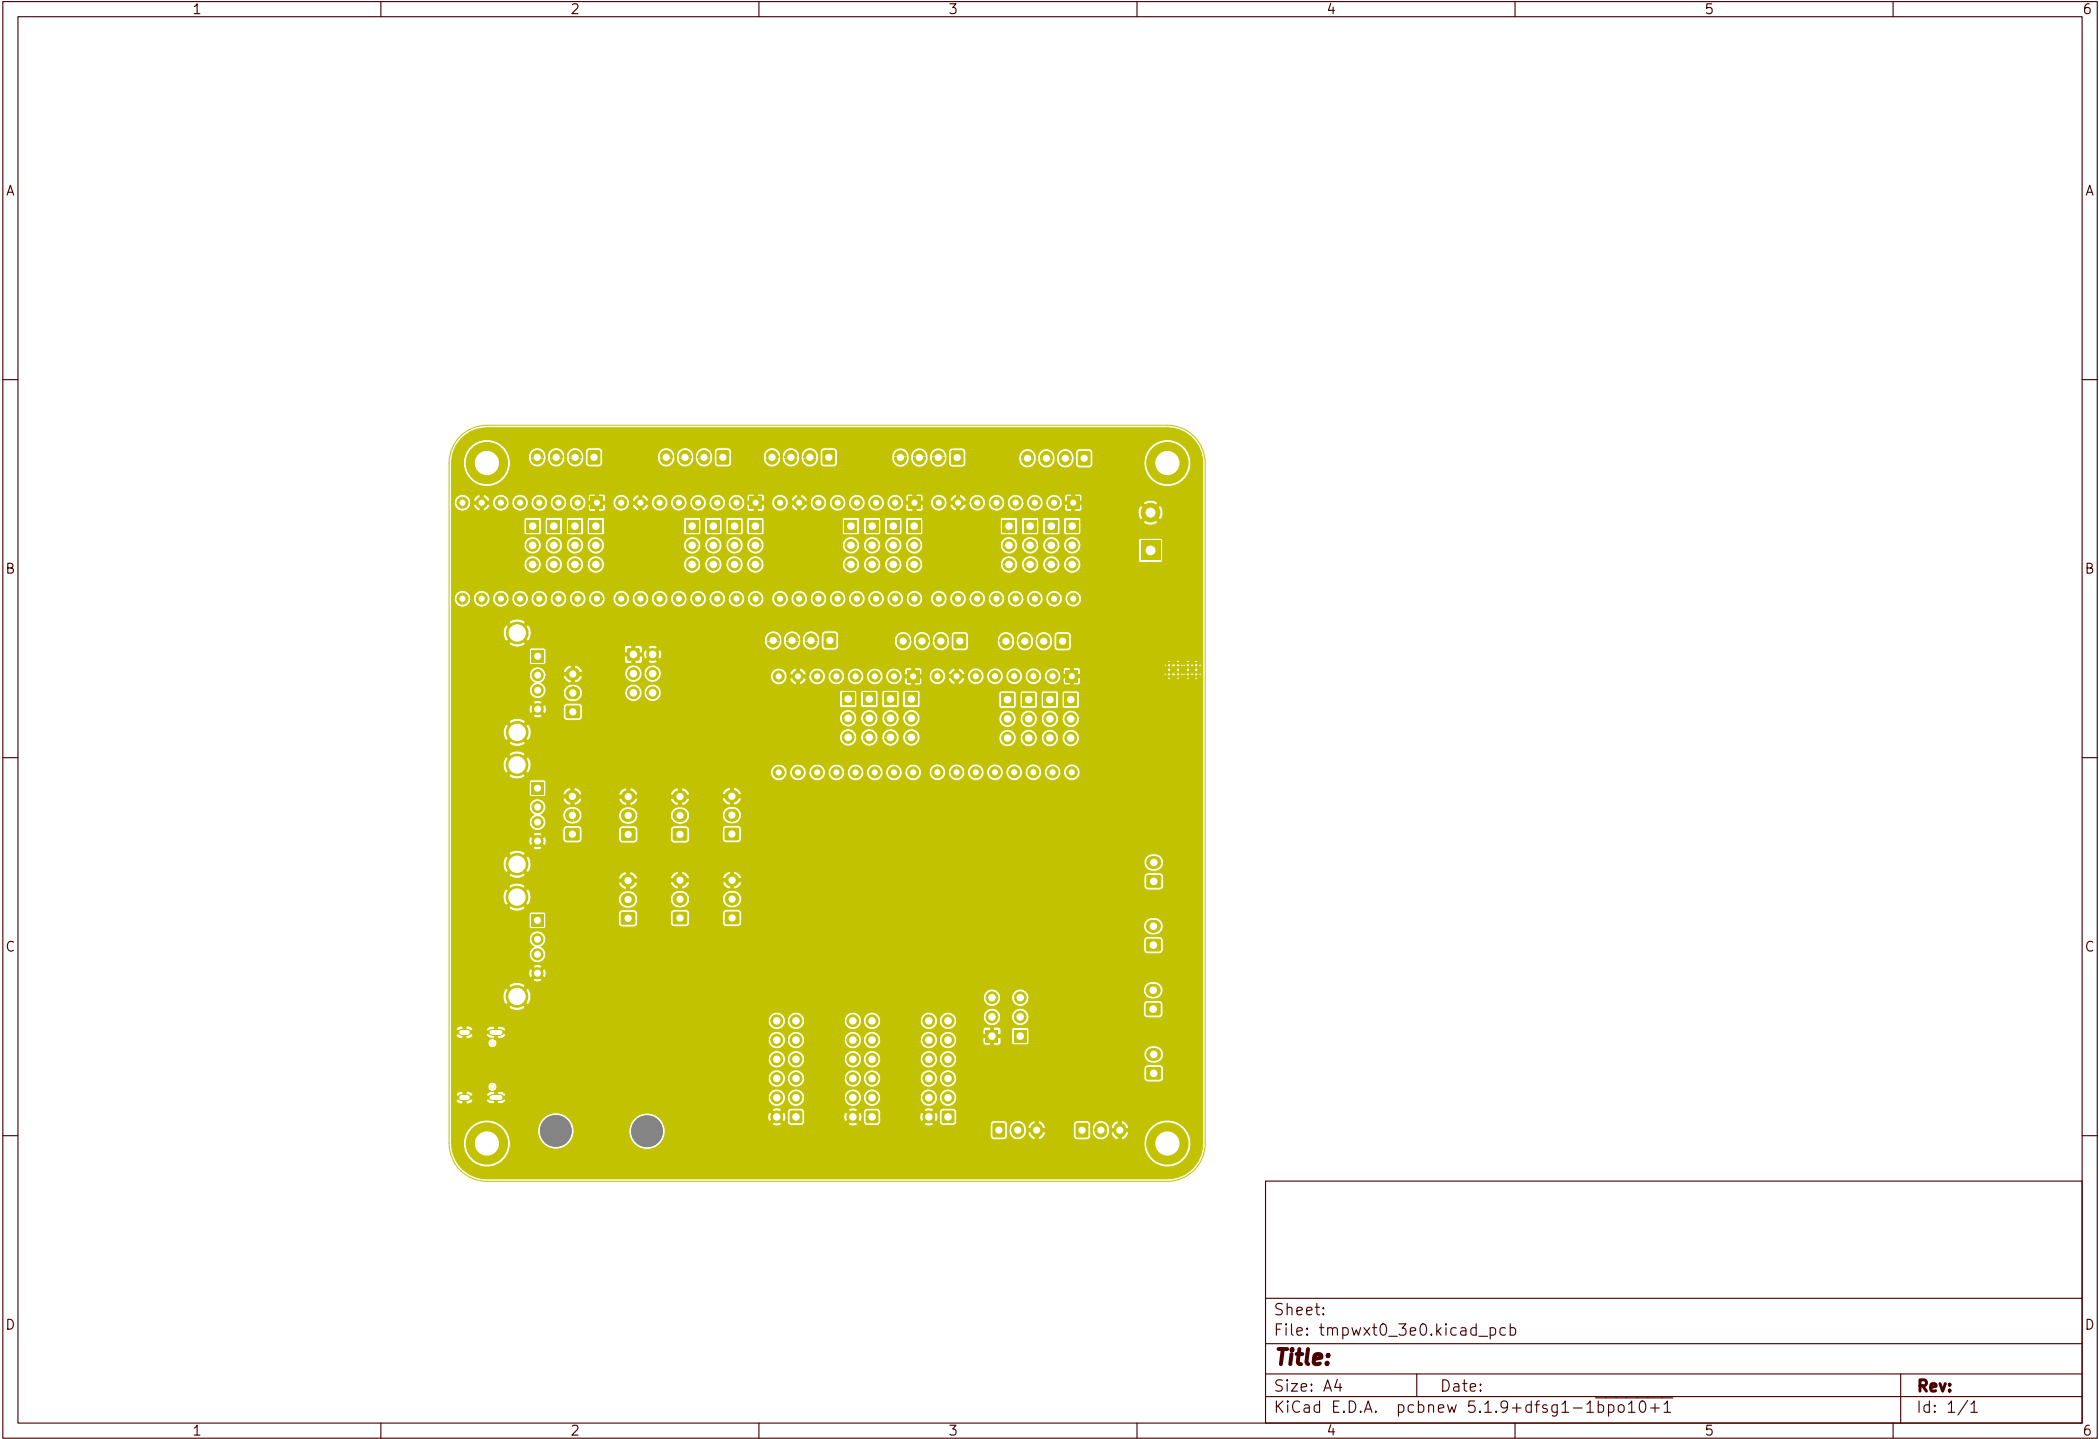 1 2 3 4 5 6
A A
B B
C C
D D
Sheet:
File: tmpwxt0_3e0.kicad_pcb
Title:
Size: A4 Date: Rev:
KiCad E.D.A. pcbnew 5.1.9+dfsg1-1bpo10+1 Id: 1/1
1 2 3 4 5 6